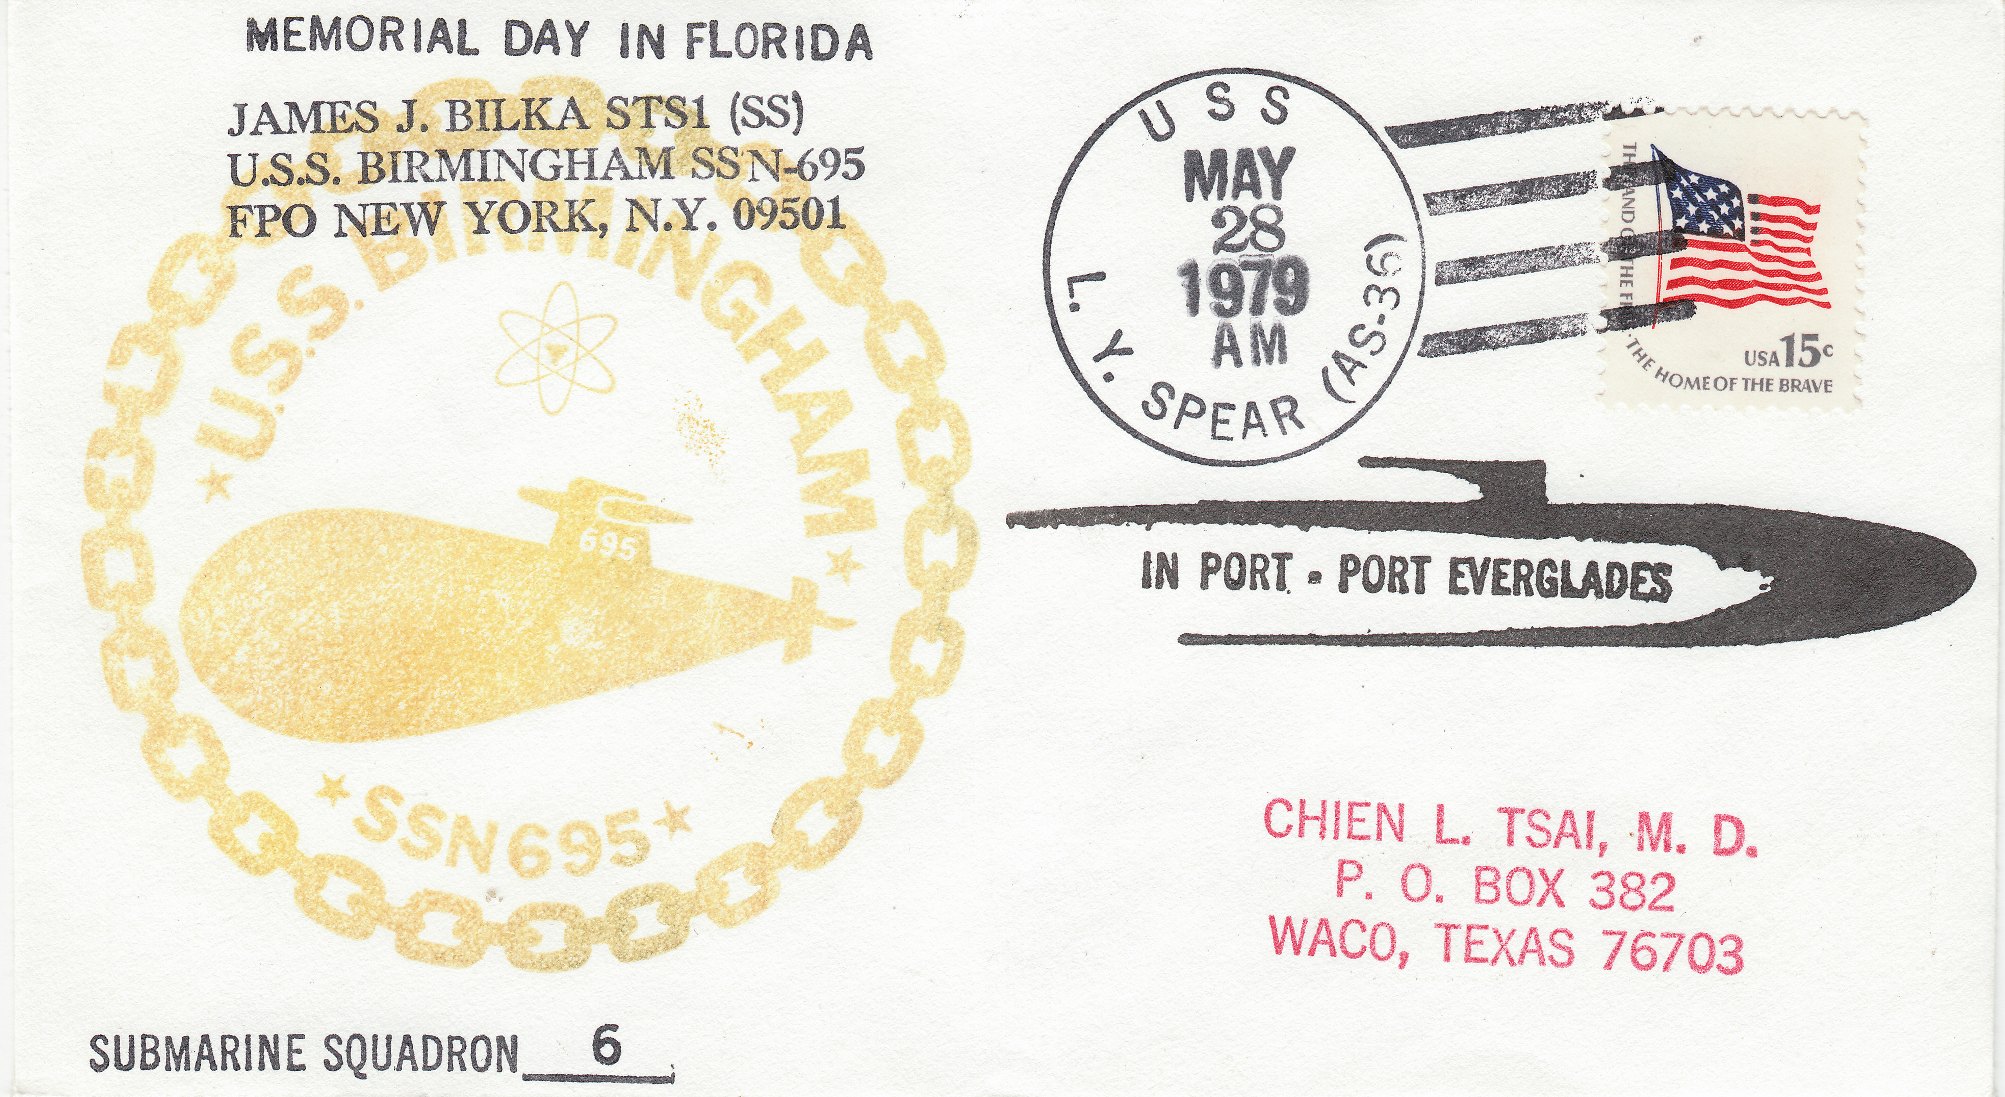 MEMORIAL DAY IN FLORIDA
JAMES J. BILKA STS1 (SS)
U.S.S. BIRMINGHAM SSN-695
FPO NEW YORK, N.Y. 09501
U.S.S. BIRMINGHAM
695
SSN695
SUBMARINE SQUADRON 6
USS
MAY
28
1979
AM
L. Y. SPEAR (AS-36)
THE HOME OF THE BRAVE
USA 15c
IN PORT - PORT EVERGLADES
CHIEN L. TSAI, M. D.
P. O. BOX 382
WACO, TEXAS 76703